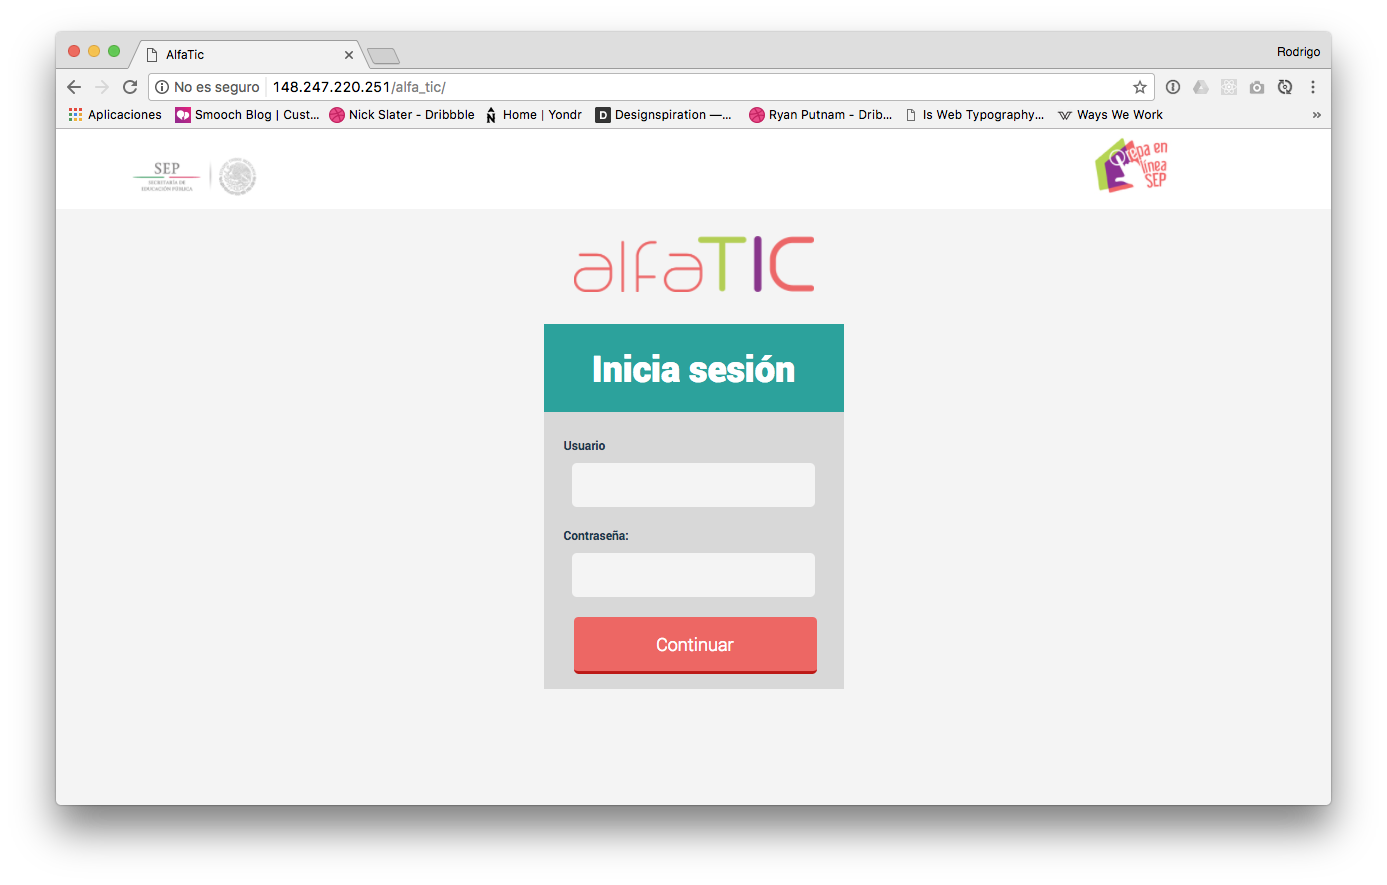 AlfaTic
Rodrigo
No es seguro 148.247.220.251/alfa_tic/
Aplicaciones Smooch Blog | Cust... Nick Slater - Dribbble Home | Yondr Designspiration —... Ryan Putnam - Drib... Is Web Typography... Ways We Work »
SEP
SECRETARÍA DE
EDUCACIÓN PÚBLICA
Prepa en
línea
SEP
alfaTIC
Inicia sesión
Usuario
Contraseña:
Continuar